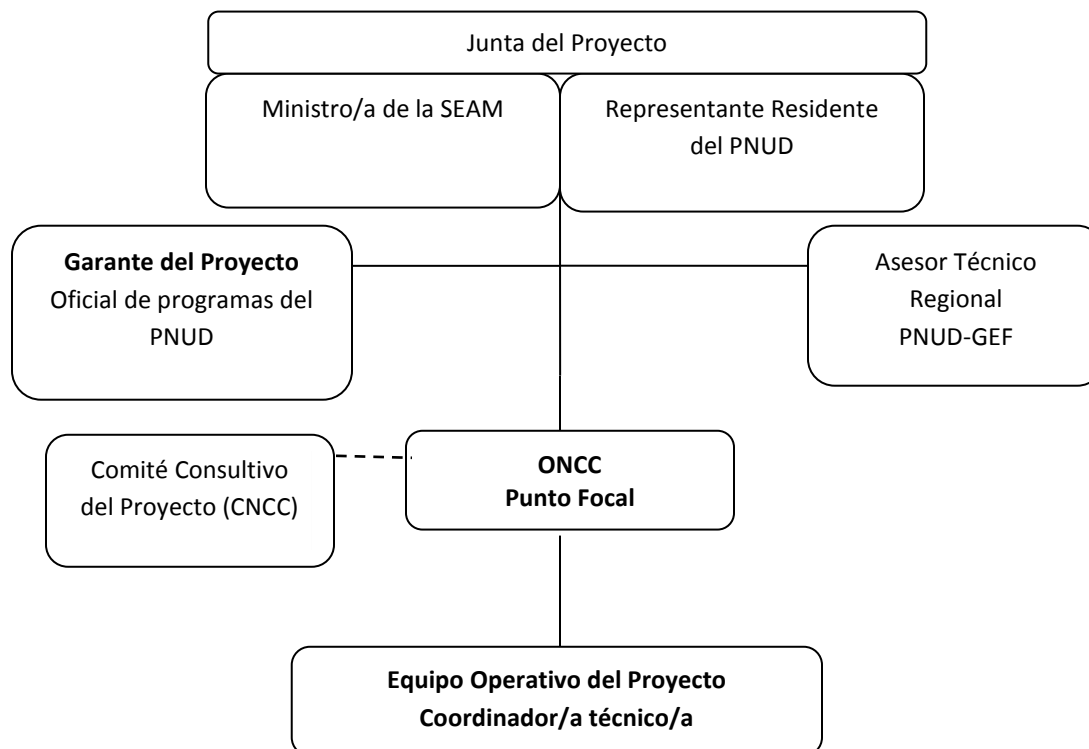 Junta del Proyecto
Ministro/a de la SEAM
Representante Residente
del PNUD
Garante del Proyecto
Oficial de programas del
PNUD
Asesor Técnico
Regional
PNUD-GEF
Comité Consultivo
del Proyecto (CNCC)
ONCC
Punto Focal
Equipo Operativo del Proyecto
Coordinador/a técnico/a